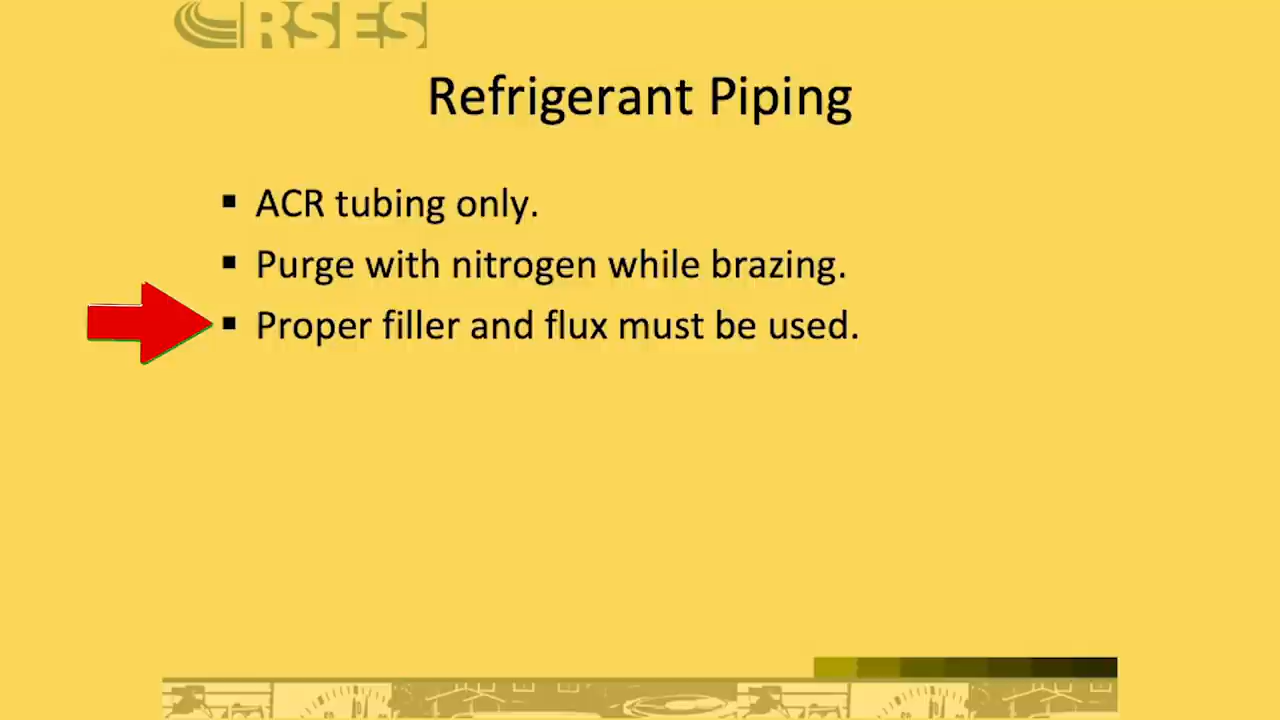 RSES
Refrigerant Piping
▪ ACR tubing only.
▪ Purge with nitrogen while brazing.
▪ Proper filler and flux must be used.